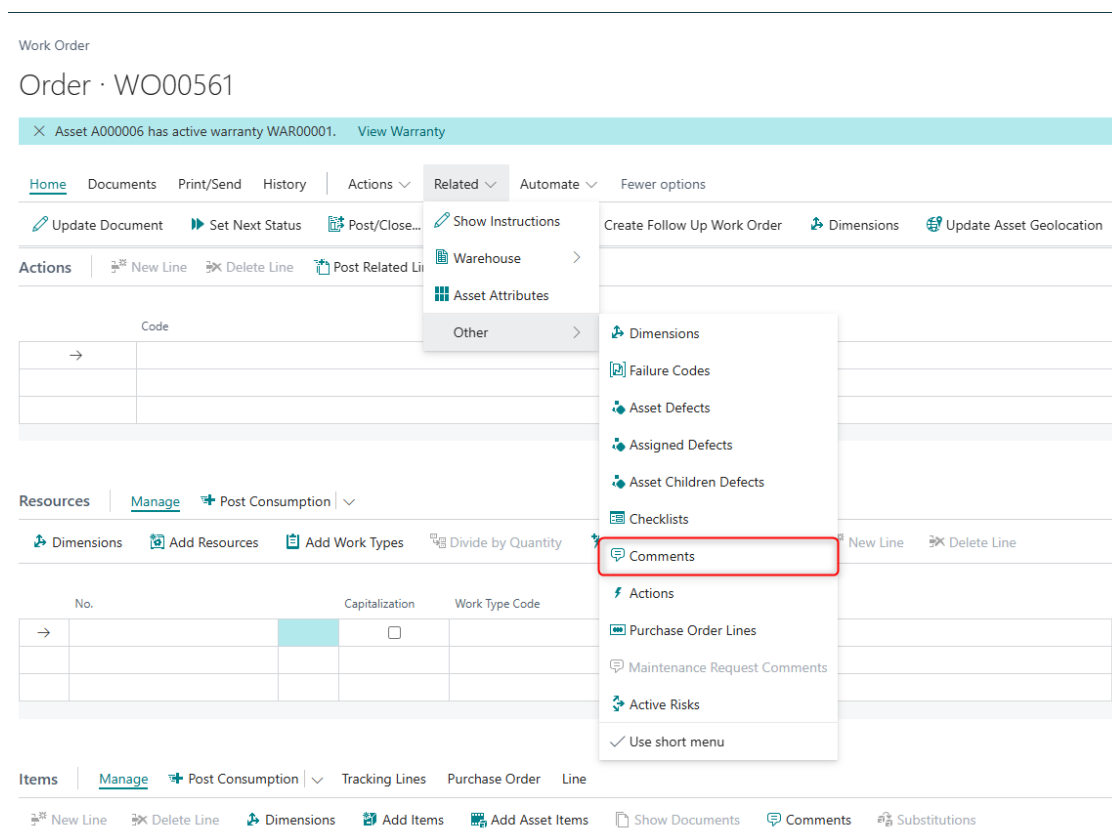 Work Order
Order · WO00561
Asset A000006 has active warranty WAR00001. View Warranty
Home Documents Print/Send History Actions Related Automate Fewer options
Update Document Set Next Status Post/Close... Create Follow Up Work Order Dimensions Update Asset Geolocation
Show Instructions
Warehouse
Asset Attributes
Other
Actions New Line Delete Line Post Related Li
Dimensions
Failure Codes
Asset Defects
Assigned Defects
Asset Children Defects
Checklists
Comments
Actions
Purchase Order Lines
Maintenance Request Comments
Active Risks
Use short menu
Code
Resources Manage Post Consumption
Dimensions Add Resources Add Work Types Divide by Quantity New Line Delete Line
No. Capitalization Work Type Code
Items Manage Post Consumption Tracking Lines Purchase Order Line
New Line Delete Line Dimensions Add Items Add Asset Items Show Documents Comments Substitutions